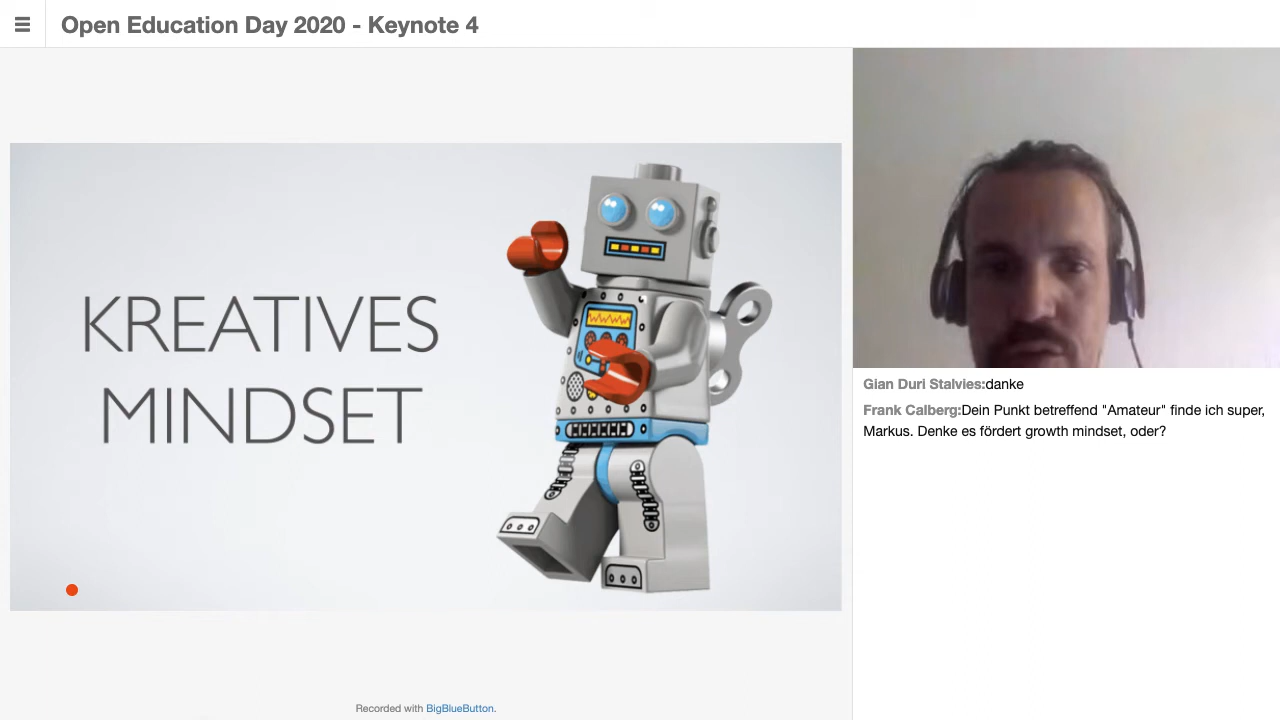 Open Education Day 2020 - Keynote 4
KREATIVES
MINDSET
Gian Duri Stalvies:danke
Frank Calberg:Dein Punkt betreffend "Amateur" finde ich super,
Markus. Denke es fördert growth mindset, oder?
Recorded with BigBlueButton.